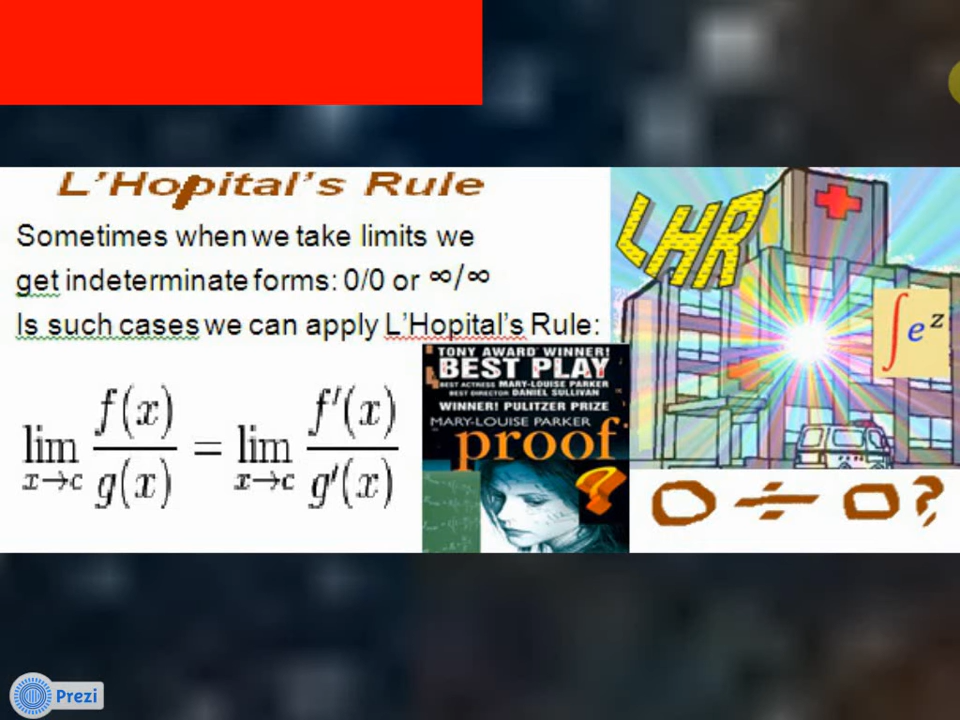 L'Hopital's Rule
Sometimes when we take limits we
get indeterminate forms: 0/0 or ∞/∞
Is such cases we can apply L'Hopital's Rule:
lim x→c f(x)/g(x) = lim x→c f'(x)/g'(x)
TONY AWARD WINNER!
BEST PLAY
BEST ACTRESS MARY-LOUISE PARKER
BEST DIRECTOR DANIEL SULLIVAN
WINNER! PULITZER PRIZE
MARY-LOUISE PARKER
proof
?
LHR
∫e^z
0 ÷ 0?
Prezi